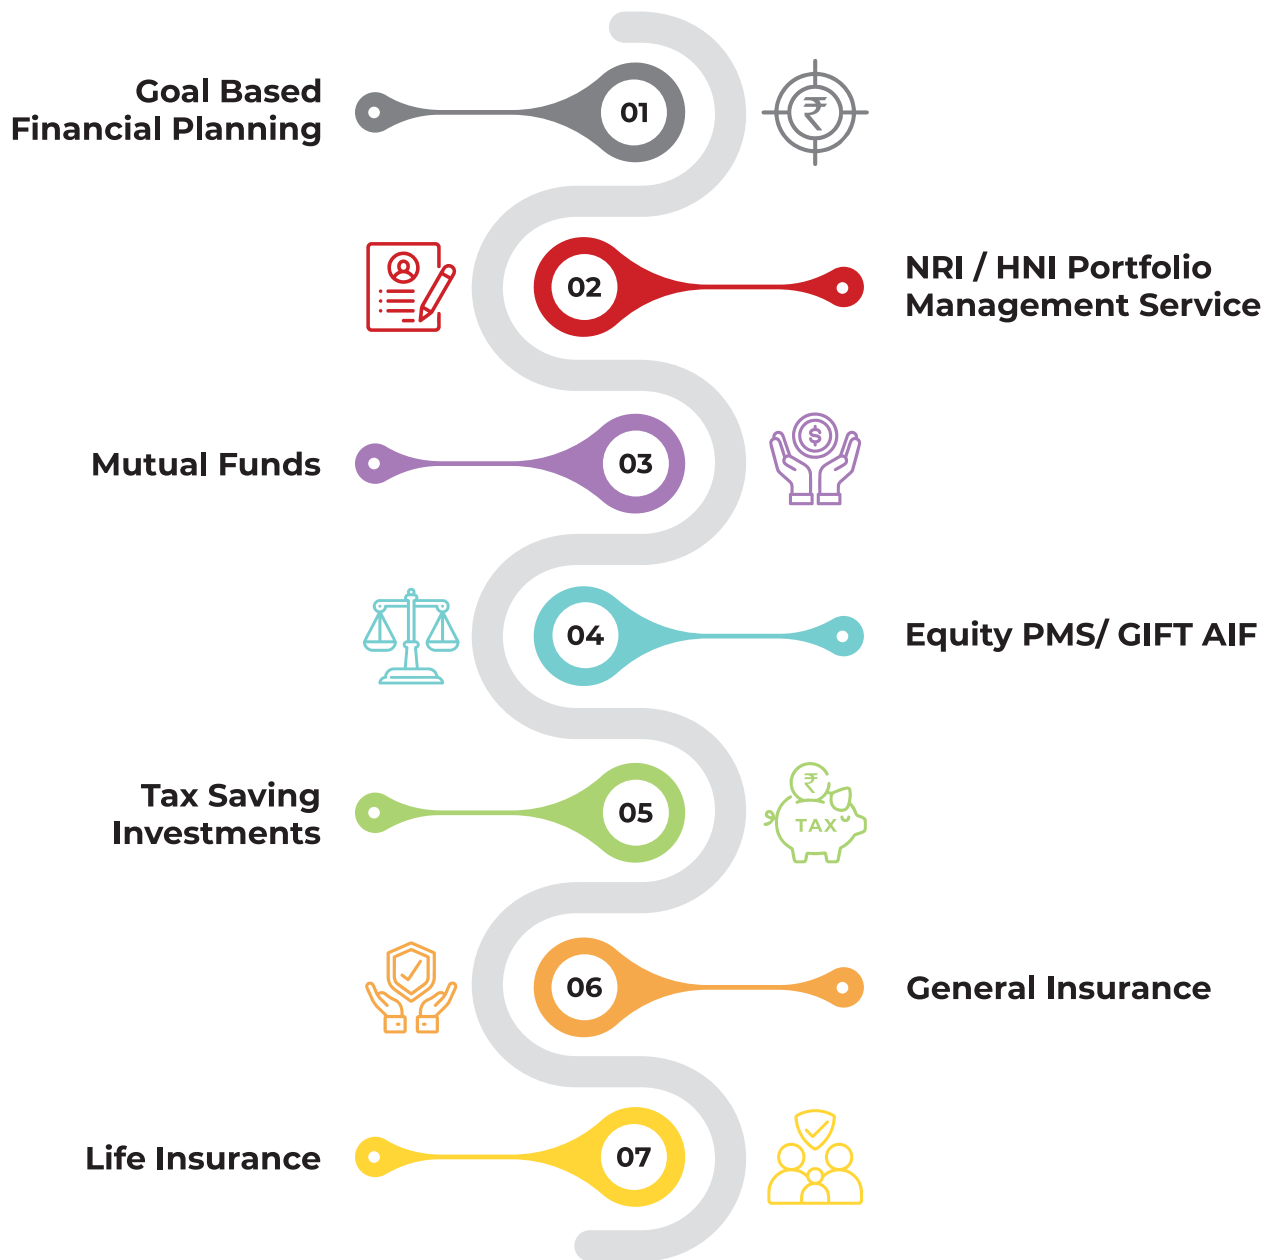 Goal Based
Financial Planning
01
₹
02
NRI / HNI Portfolio
Management Service
Mutual Funds
03
$
04
Equity PMS/ GIFT AIF
Tax Saving
Investments
05
₹
TAX
06
General Insurance
Life Insurance
07